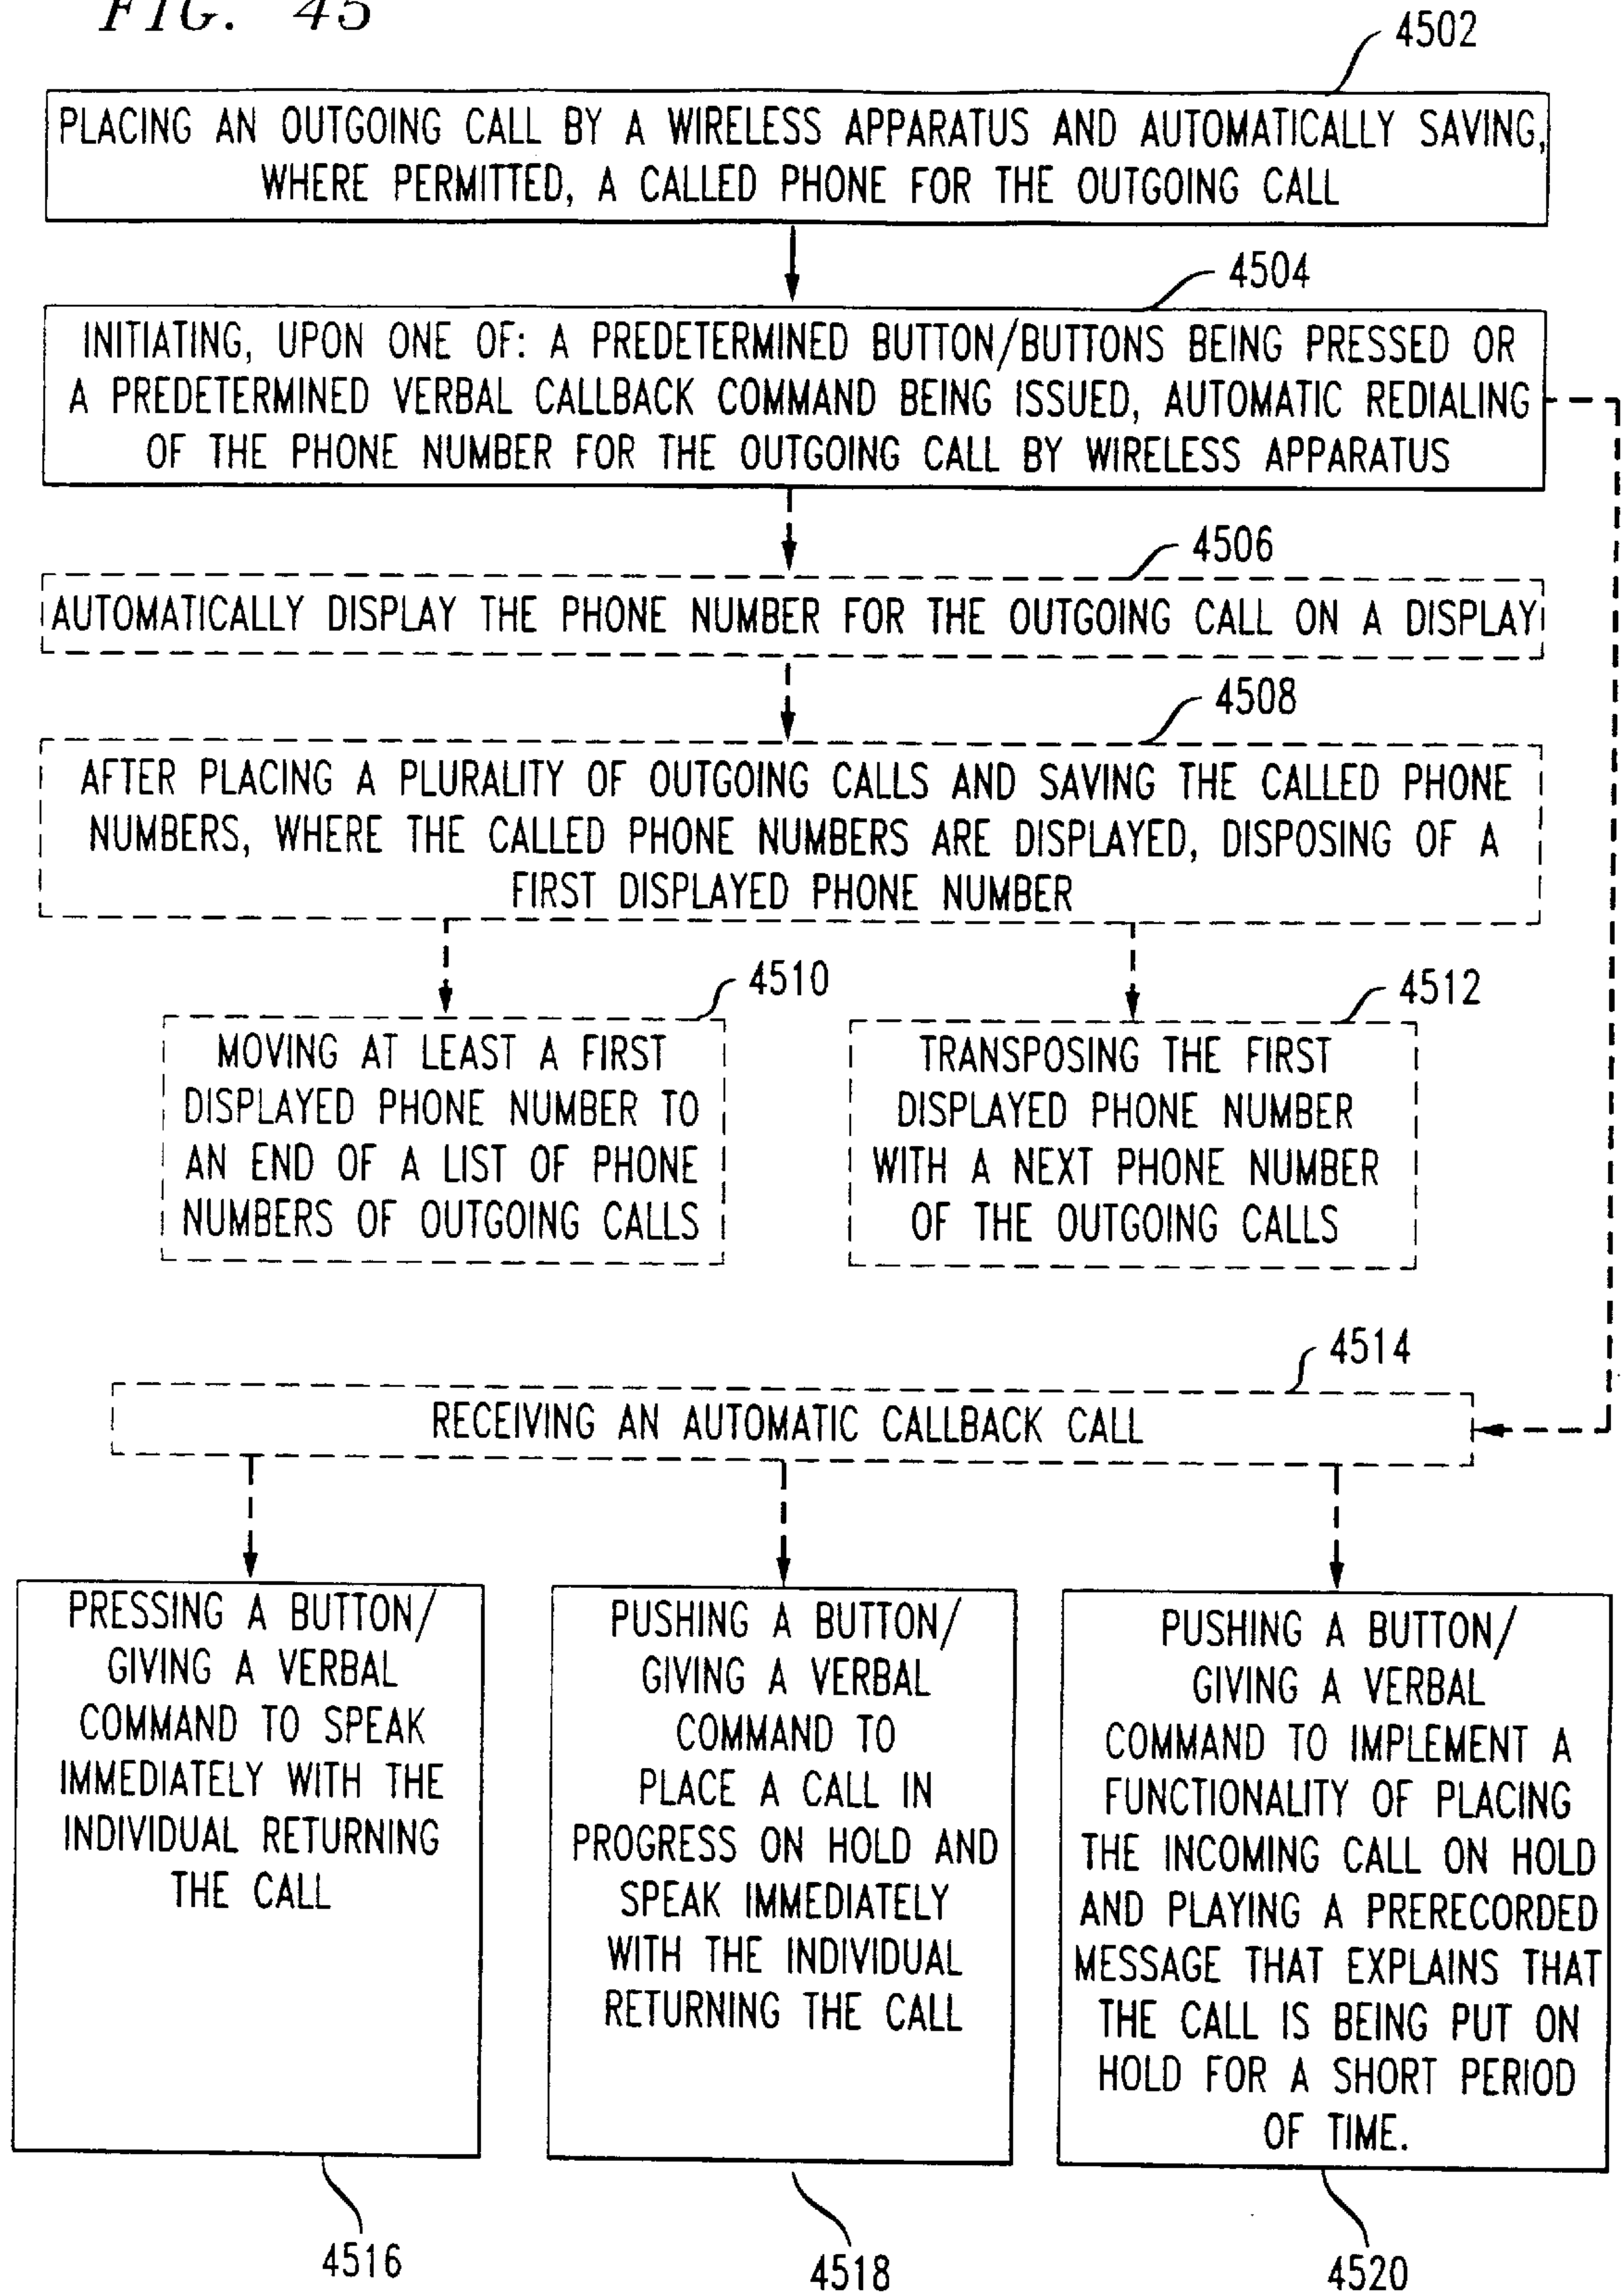 FIG. 45
4502
PLACING AN OUTGOING CALL BY A WIRELESS APPARATUS AND AUTOMATICALLY SAVING,
WHERE PERMITTED, A CALLED PHONE FOR THE OUTGOING CALL
4504
INITIATING, UPON ONE OF: A PREDETERMINED BUTTON/BUTTONS BEING PRESSED OR
A PREDETERMINED VERBAL CALLBACK COMMAND BEING ISSUED, AUTOMATIC REDIALING
OF THE PHONE NUMBER FOR THE OUTGOING CALL BY WIRELESS APPARATUS
4506
AUTOMATICALLY DISPLAY THE PHONE NUMBER FOR THE OUTGOING CALL ON A DISPLAY
4508
AFTER PLACING A PLURALITY OF OUTGOING CALLS AND SAVING THE CALLED PHONE
NUMBERS, WHERE THE CALLED PHONE NUMBERS ARE DISPLAYED, DISPOSING OF A
FIRST DISPLAYED PHONE NUMBER
4510
MOVING AT LEAST A FIRST
DISPLAYED PHONE NUMBER TO
AN END OF A LIST OF PHONE
NUMBERS OF OUTGOING CALLS
4512
TRANSPOSING THE FIRST
DISPLAYED PHONE NUMBER
WITH A NEXT PHONE NUMBER
OF THE OUTGOING CALLS
4514
RECEIVING AN AUTOMATIC CALLBACK CALL
PRESSING A BUTTON/
GIVING A VERBAL
COMMAND TO SPEAK
IMMEDIATELY WITH THE
INDIVIDUAL RETURNING
THE CALL
4516
PUSHING A BUTTON/
GIVING A VERBAL
COMMAND TO
PLACE A CALL IN
PROGRESS ON HOLD AND
SPEAK IMMEDIATELY
WITH THE INDIVIDUAL
RETURNING THE CALL
4518
PUSHING A BUTTON/
GIVING A VERBAL
COMMAND TO IMPLEMENT A
FUNCTIONALITY OF PLACING
THE INCOMING CALL ON HOLD
AND PLAYING A PRERECORDED
MESSAGE THAT EXPLAINS THAT
THE CALL IS BEING PUT ON
HOLD FOR A SHORT PERIOD
OF TIME.
4520